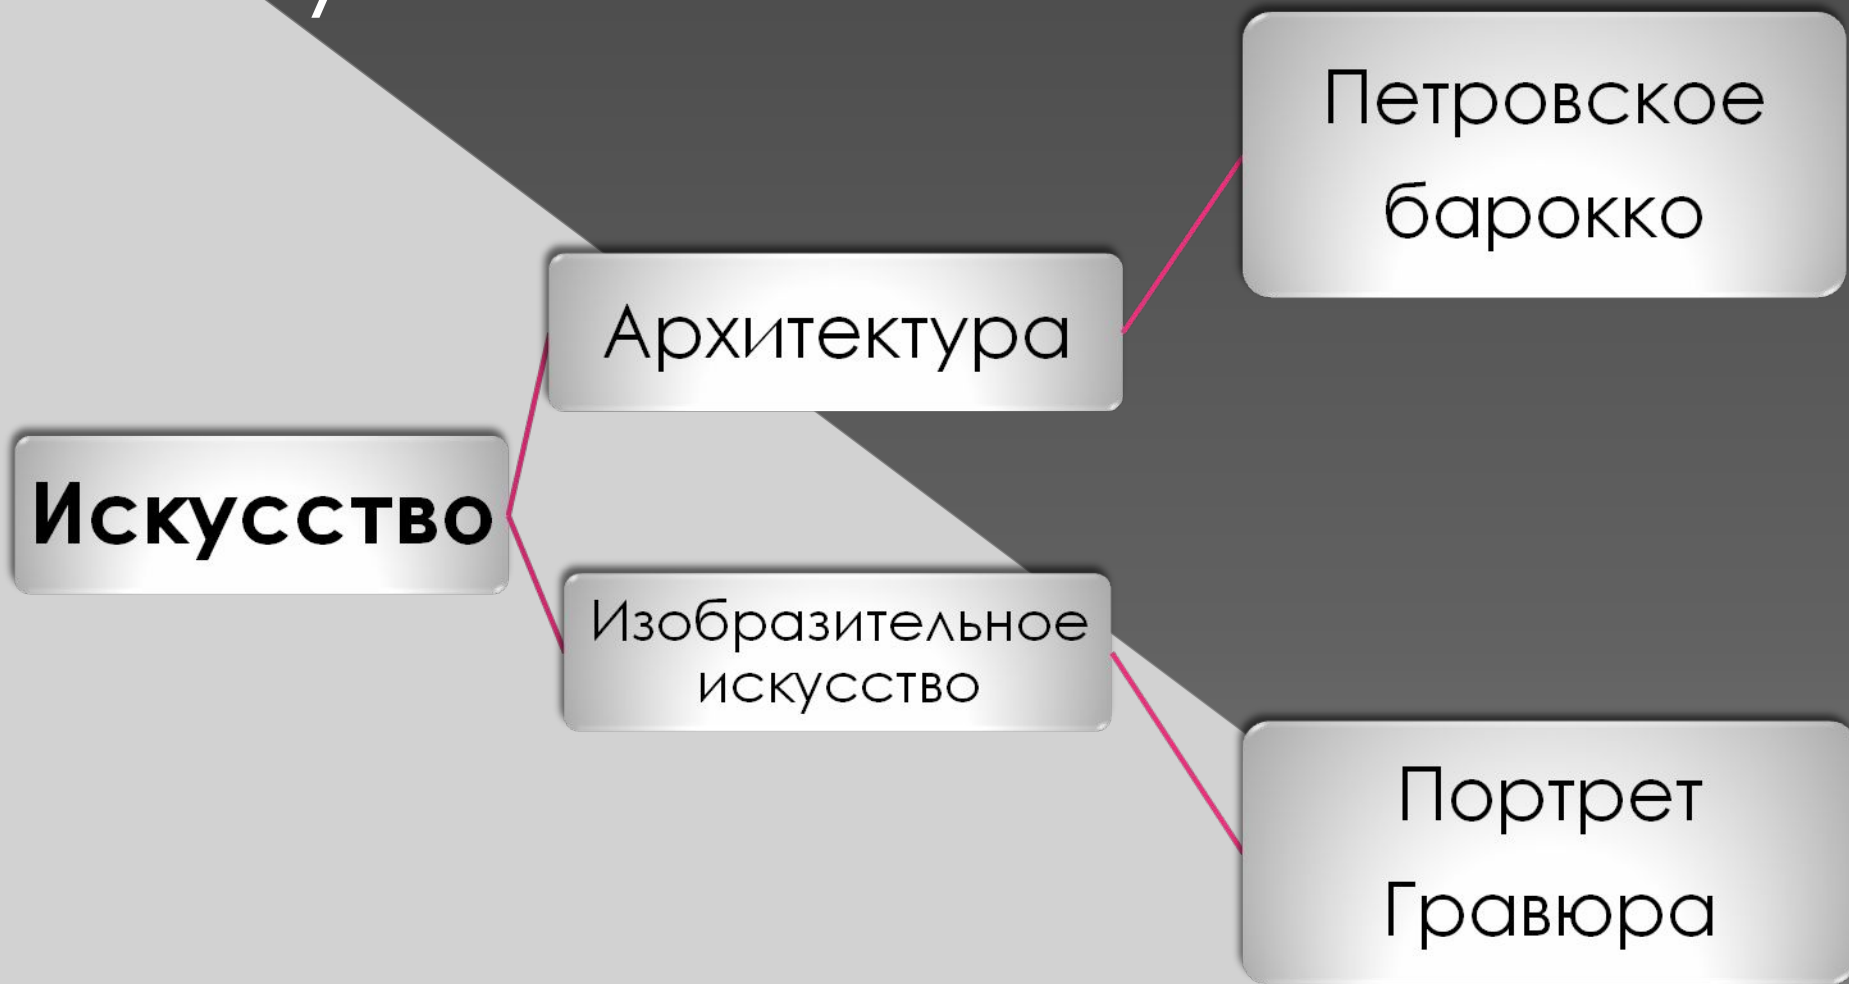 Петровское
барокко
Архитектура
Искусство
Изобразительное
искусство
Портрет
Гравюра